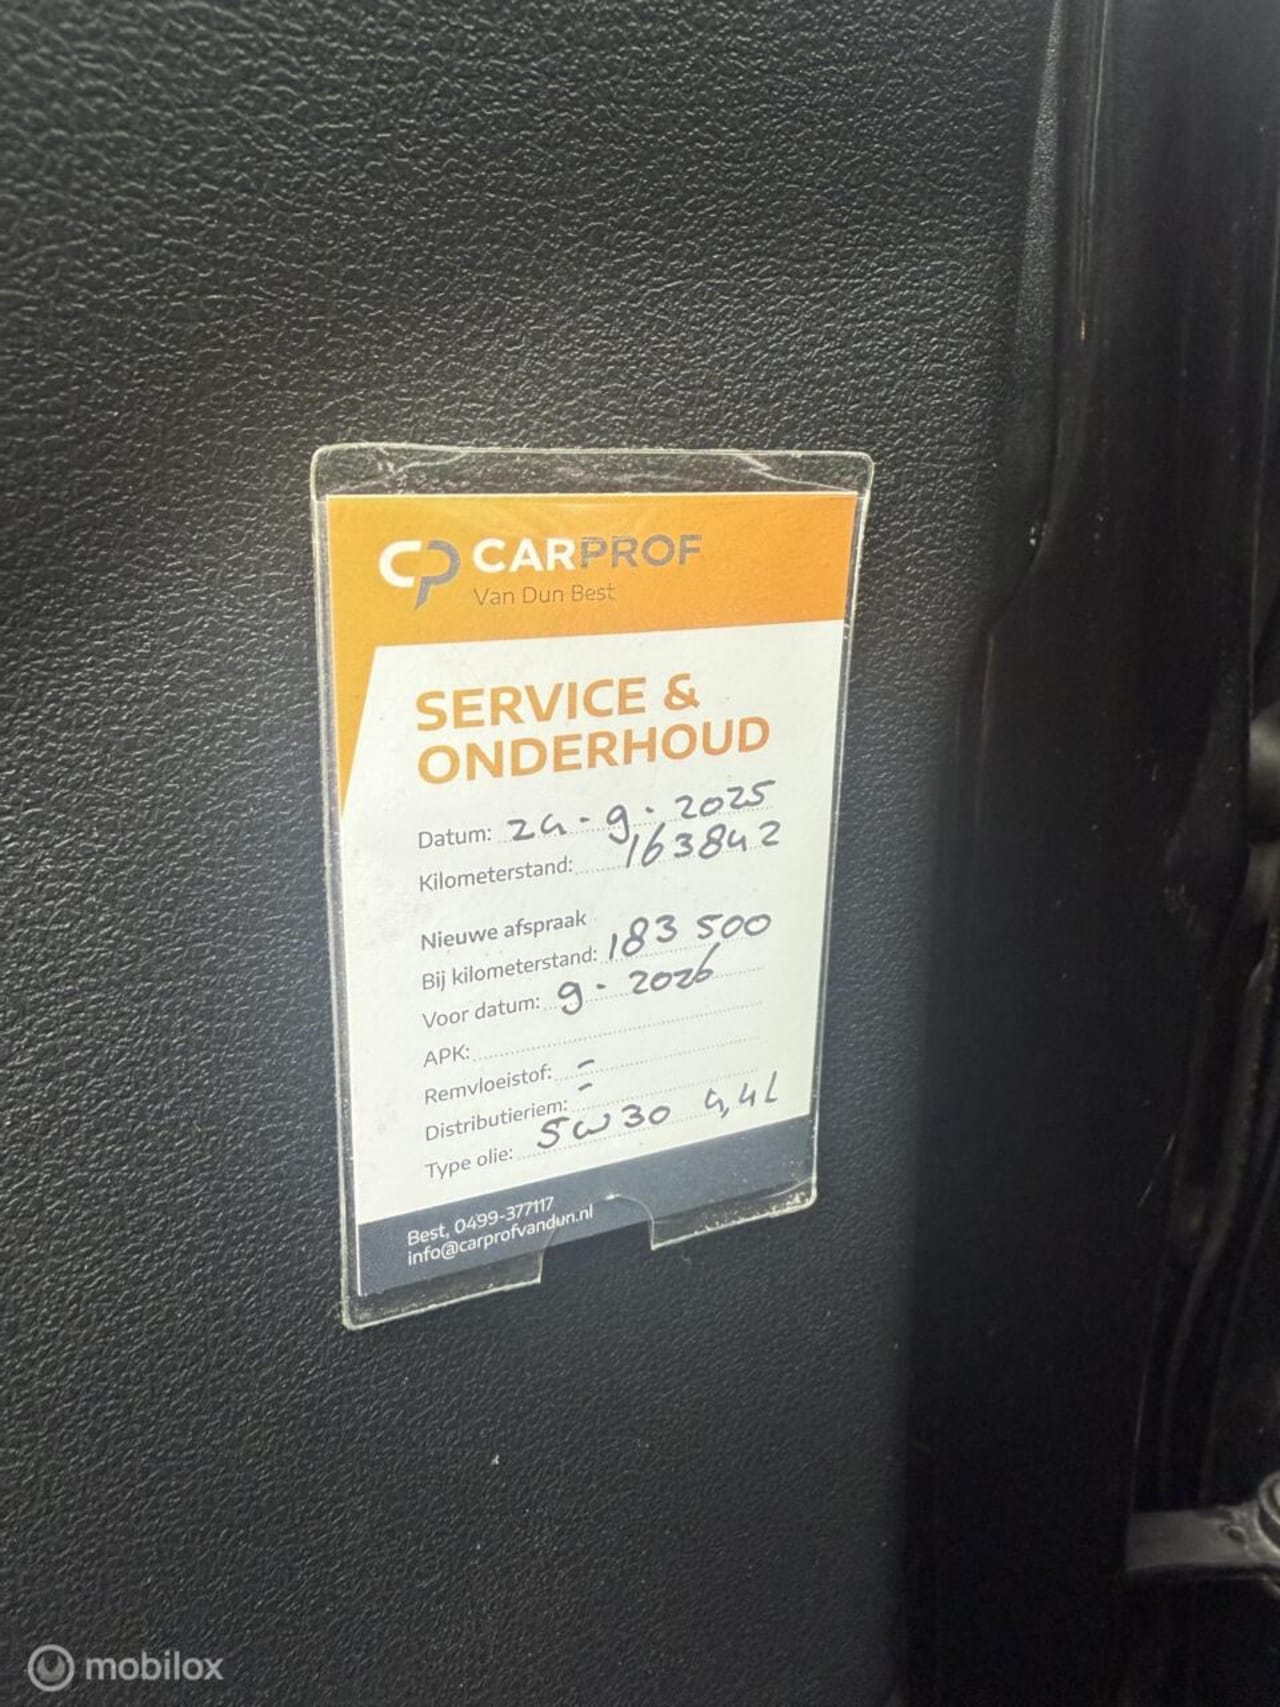 CP CARPROF
Van Dun Best
SERVICE &
ONDERHOUD
Datum: 24-9-2025
Kilometerstand: 163842
Nieuwe afspraak
Bij kilometerstand: 183 500
Voor datum: 9-2026
APK:
Remvloeistof: -
Distributieriem: -
Type olie: 5W30 4,4L
Best, 0499-377117
info@carprofvandun.nl
mobilox